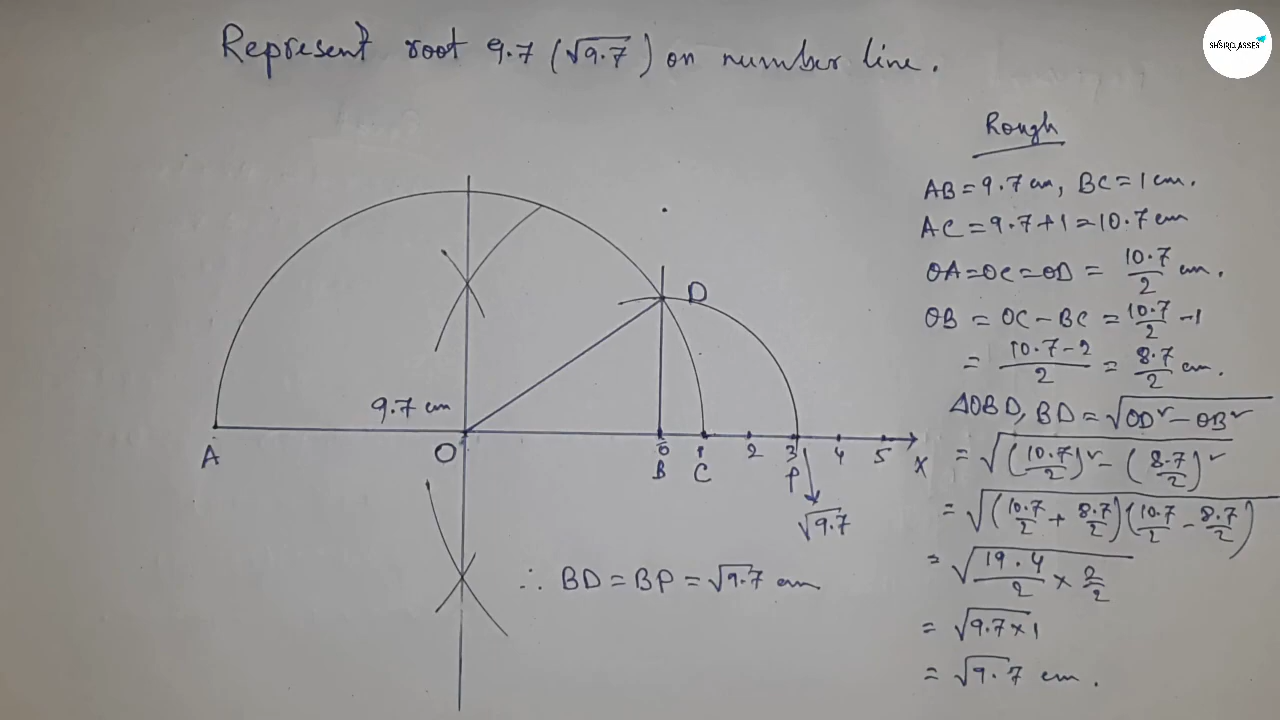 Represent root 9.7 (√9.7) on number line.
SHSIRCLASSES
Rough
AB = 9.7 cm, BC = 1 cm.
AC = 9.7 + 1 = 10.7 cm
OA = OC = OD = 10.7/2 cm.
OB = OC − BC = 10.7/2 − 1
= 10.7 − 2/2 = 8.7/2 cm.
ΔOBD, BD = √OD² − OB²
= √(10.7/2)² − (8.7/2)²
= √(10.7/2 + 8.7/2)(10.7/2 − 8.7/2)
= √19.4/2 × 2/2
= √9.7 × 1
= √9.7 cm.
D
9.7 cm
A O 0 1 2 3 4 5 X
B C P
√9.7
∴ BD = BP = √9.7 cm